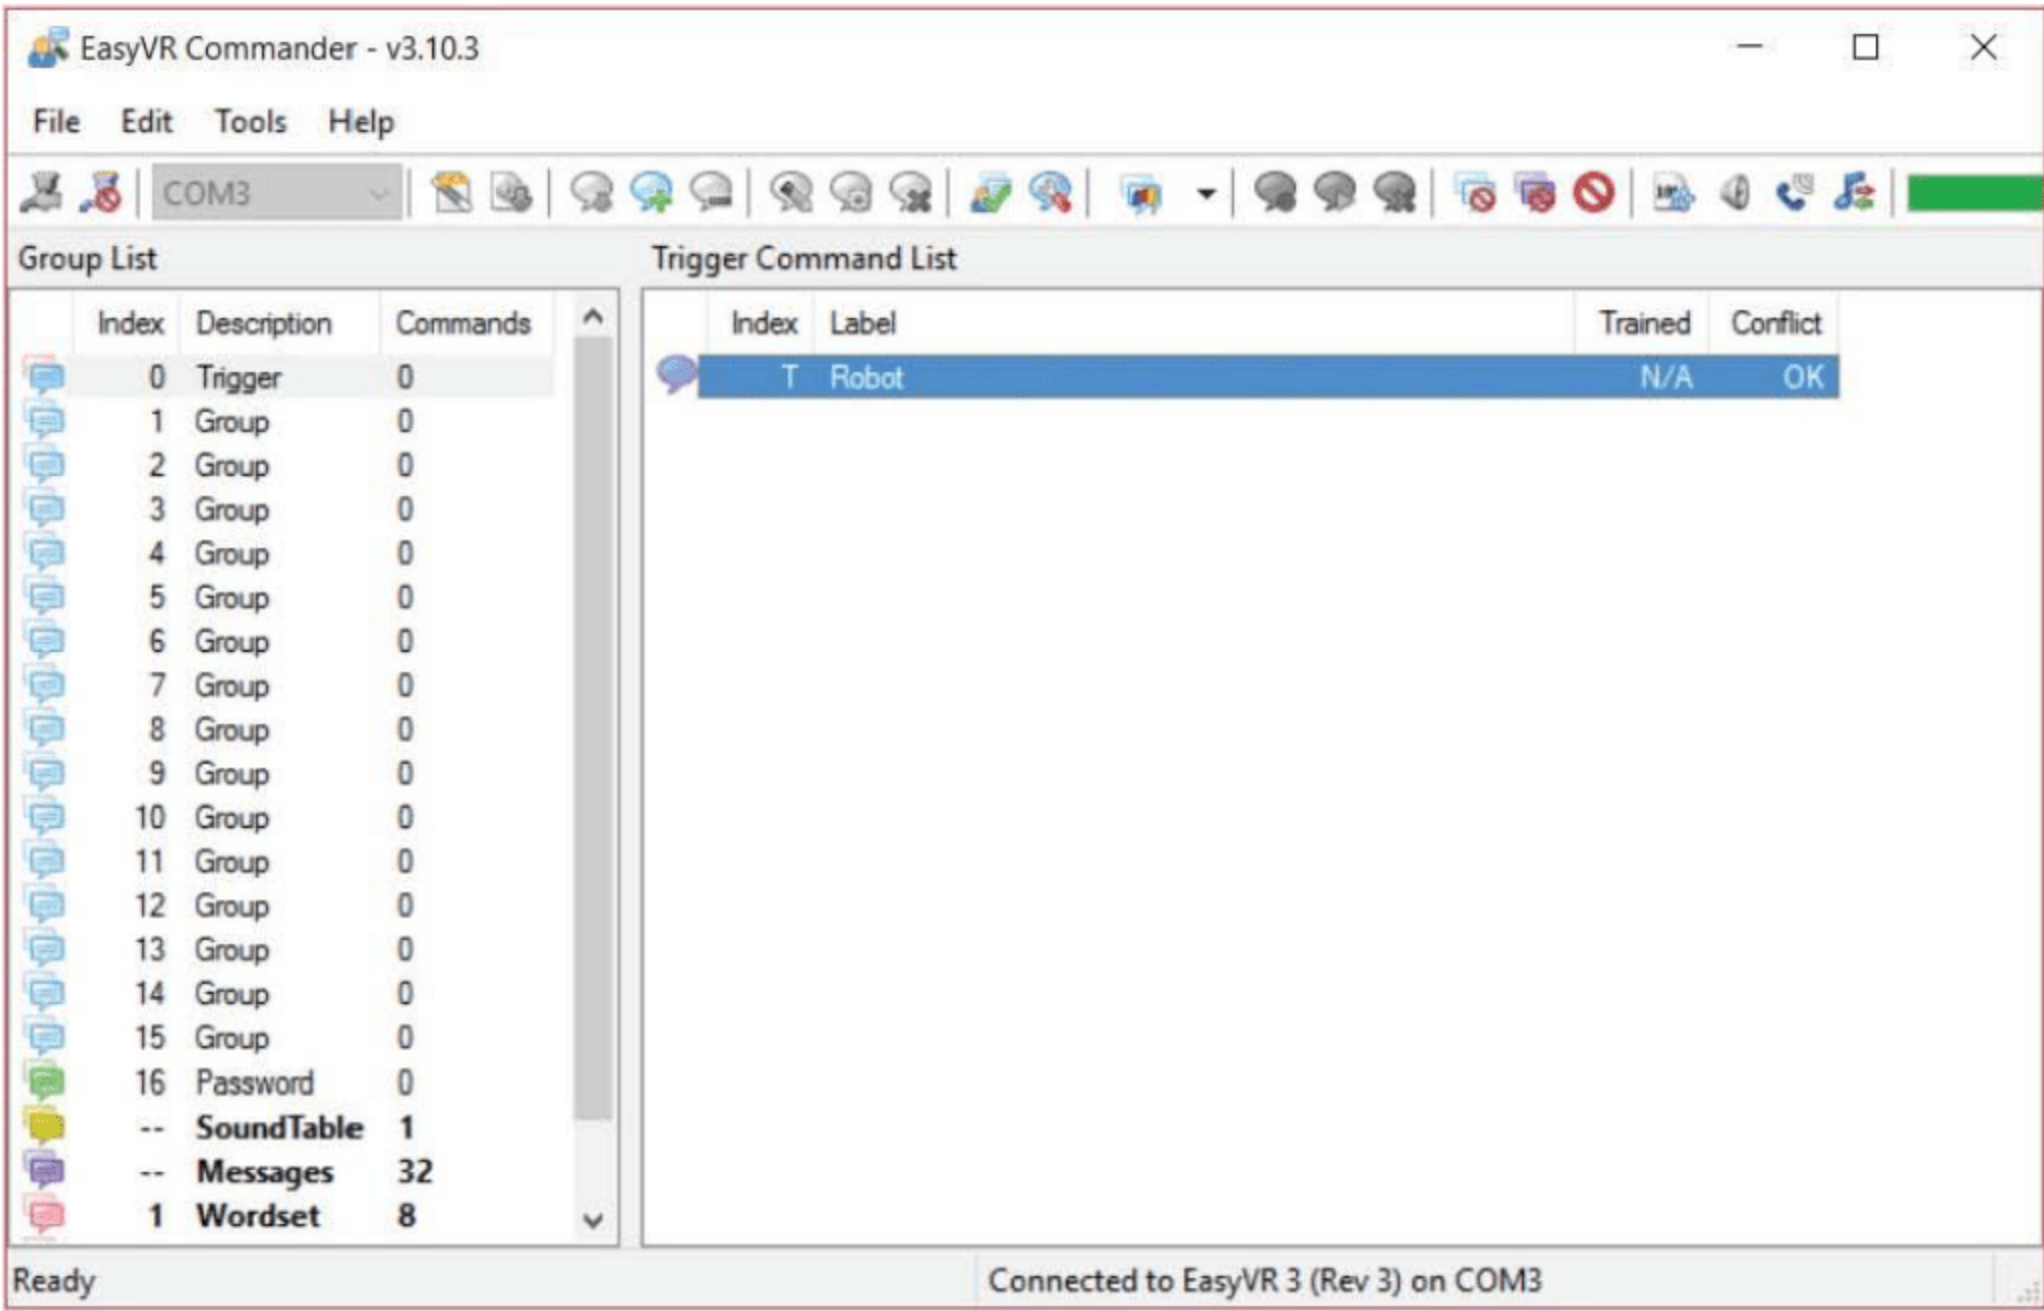 EasyVR Commander - v3.10.3
File Edit Tools Help
COM3
Group List
Trigger Command List
Index Description Commands
0 Trigger 0
1 Group 0
2 Group 0
3 Group 0
4 Group 0
5 Group 0
6 Group 0
7 Group 0
8 Group 0
9 Group 0
10 Group 0
11 Group 0
12 Group 0
13 Group 0
14 Group 0
15 Group 0
16 Password 0
-- SoundTable 1
-- Messages 32
1 Wordset 8
Index Label Trained Conflict
T Robot N/A OK
Ready
Connected to EasyVR 3 (Rev 3) on COM3